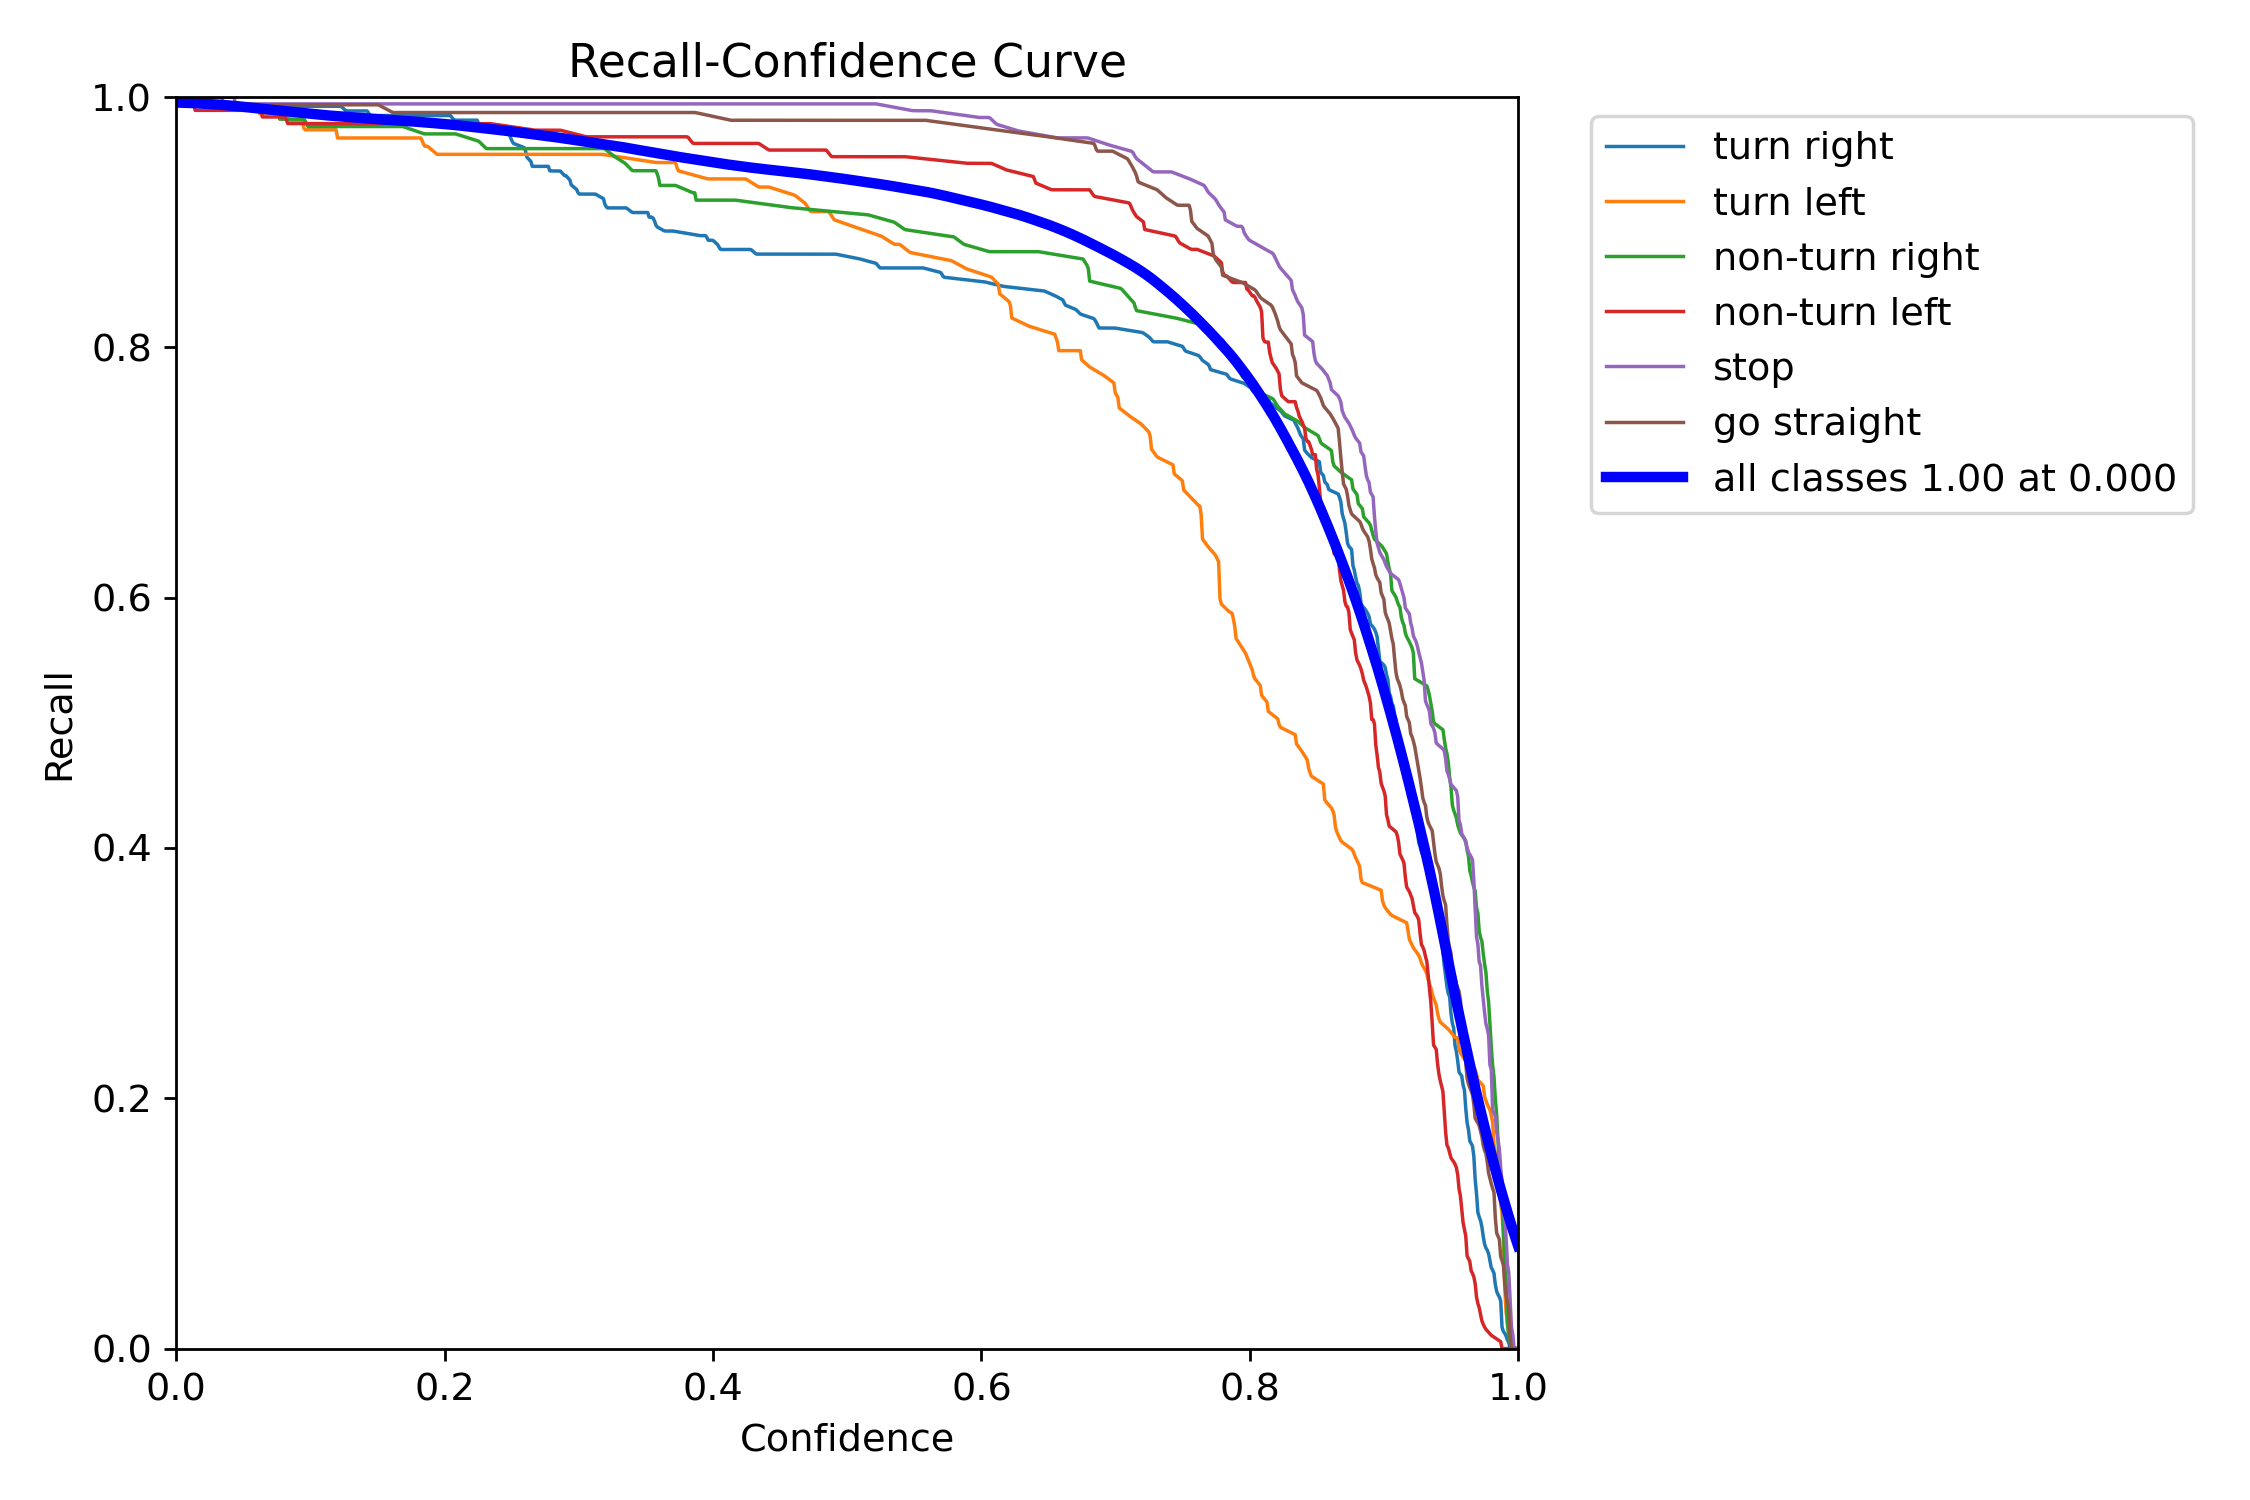 Recall-Confidence Curve
1.0
0.8
0.6
0.4
0.2
0.0
Recall
0.0 0.2 0.4 0.6 0.8 1.0
Confidence
turn right
turn left
non-turn right
non-turn left
stop
go straight
all classes 1.00 at 0.000